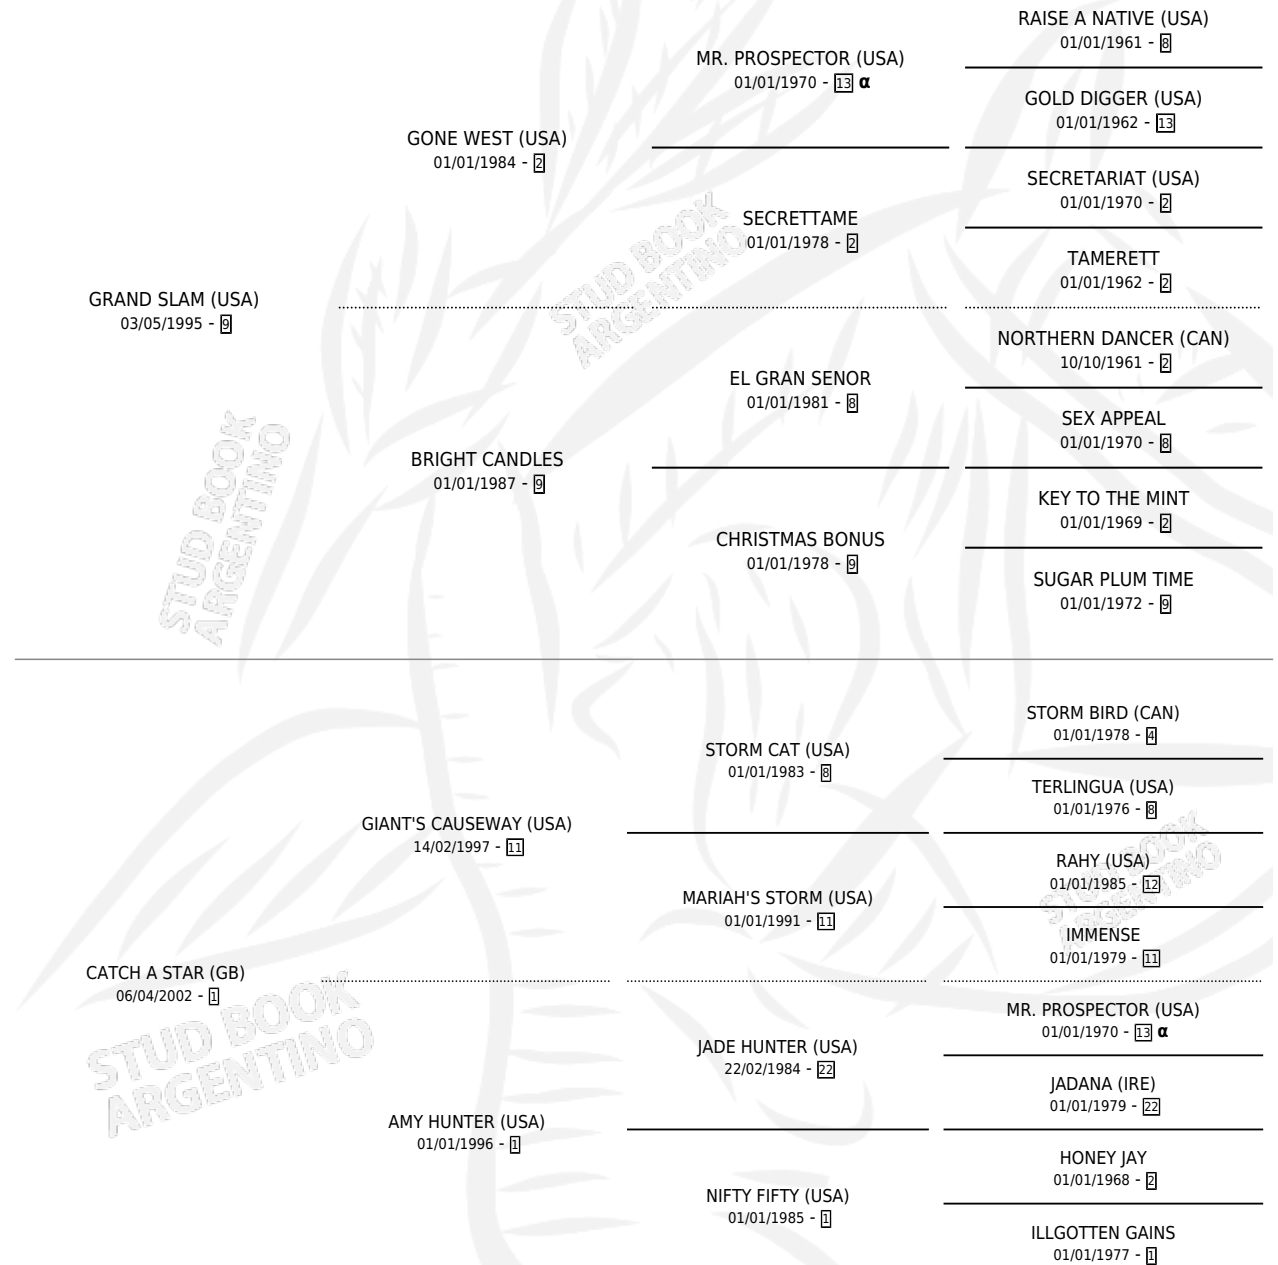 RAISE A NATIVE (USA)
01/01/1961 - 8
MR. PROSPECTOR (USA)
01/01/1970 - 13 α
GOLD DIGGER (USA)
01/01/1962 - 13
GONE WEST (USA)
01/01/1984 - 2
SECRETARIAT (USA)
01/01/1970 - 2
SECRETTAME
01/01/1978 - 2
TAMERETT
01/01/1962 - 2
GRAND SLAM (USA)
03/05/1995 - 9
NORTHERN DANCER (CAN)
10/10/1961 - 2
EL GRAN SENOR
01/01/1981 - 8
SEX APPEAL
01/01/1970 - 8
BRIGHT CANDLES
01/01/1987 - 9
KEY TO THE MINT
01/01/1969 - 2
CHRISTMAS BONUS
01/01/1978 - 9
SUGAR PLUM TIME
01/01/1972 - 9
STORM BIRD (CAN)
01/01/1978 - 4
STORM CAT (USA)
01/01/1983 - 8
TERLINGUA (USA)
01/01/1976 - 8
GIANT'S CAUSEWAY (USA)
14/02/1997 - 11
RAHY (USA)
01/01/1985 - 12
MARIAH'S STORM (USA)
01/01/1991 - 11
IMMENSE
01/01/1979 - 11
CATCH A STAR (GB)
06/04/2002 - 1
MR. PROSPECTOR (USA)
01/01/1970 - 13 α
JADE HUNTER (USA)
22/02/1984 - 22
JADANA (IRE)
01/01/1979 - 22
AMY HUNTER (USA)
01/01/1996 - 1
HONEY JAY
01/01/1968 - 2
NIFTY FIFTY (USA)
01/01/1985 - 1
ILLGOTTEN GAINS
01/01/1977 - 1
STUD BOOK
ARGENTINO
STUD BOOK
ARGENTINO
STUD BOOK
ARGENTINO
STUD BOOK
ARGENTINO